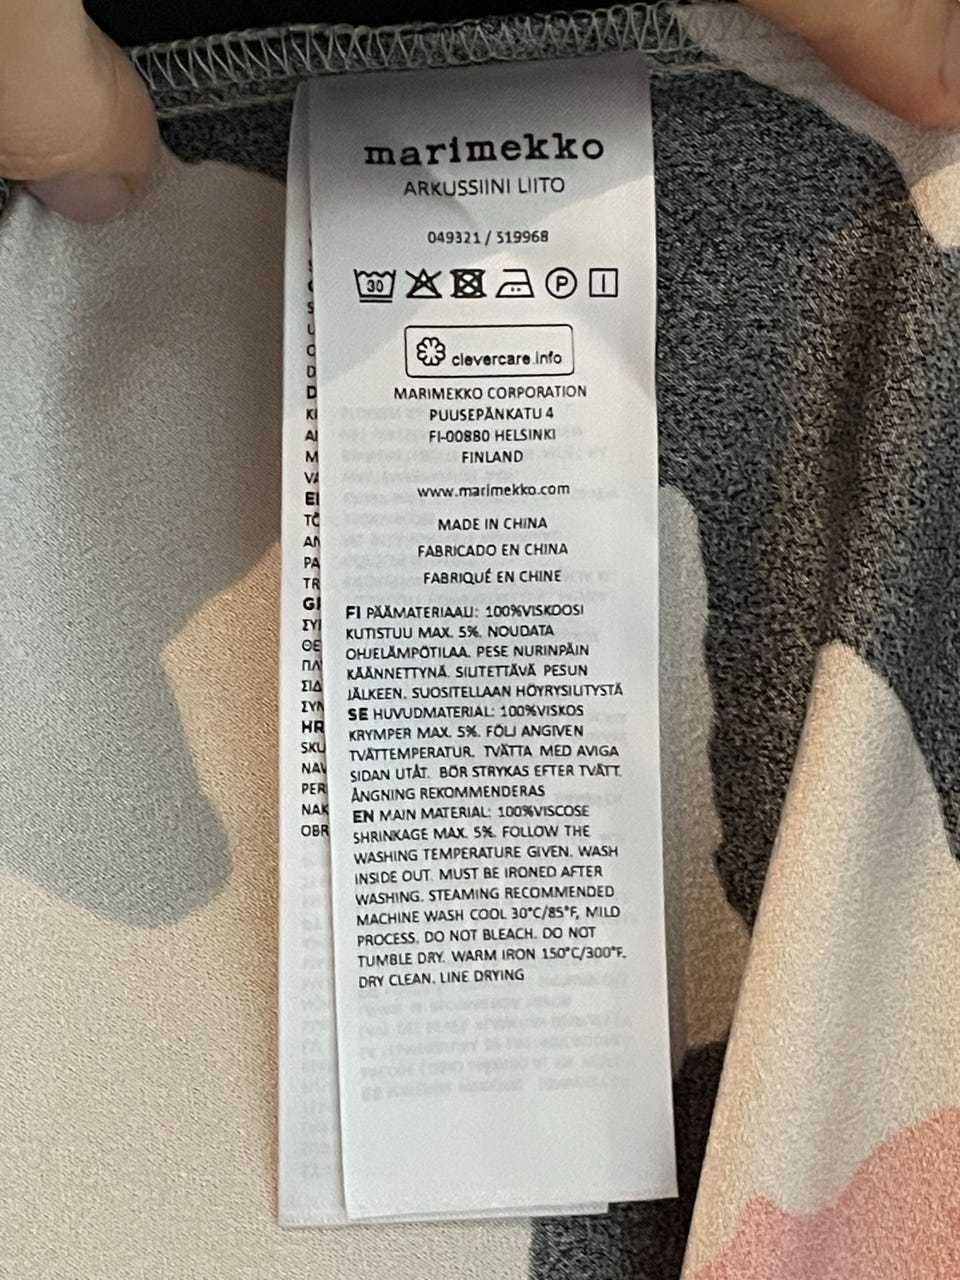 marimekko
ARKUSSIINI LIITO
049321 / 519968
30
P
clevercare.info
MARIMEKKO CORPORATION
PUUSEPÄNKATU 4
FI-00880 HELSINKI
FINLAND
www.marimekko.com
MADE IN CHINA
FABRICADO EN CHINA
FABRIQUÉ EN CHINE
FI PÄÄMATERIAALI: 100%VISKOOSI
KUTISTUU MAX. 5%. NOUDATA
OHJELÄMPÖTILAA. PESE NURINPÄIN
KÄÄNNETTYNÄ. SILITETTÄVÄ PESUN
JÄLKEEN. SUOSITELLAAN HÖYRYSILITYSTÄ
SE HUVUDMATERIAL: 100%VISKOS
KRYMPER MAX. 5%. FÖLJ ANGIVEN
TVÄTTEMPERATUR. TVÄTTA MED AVIGA
SIDAN UTÅT. BÖR STRYKAS EFTER TVÄTT.
ÅNGNING REKOMMENDERAS
EN MAIN MATERIAL: 100%VISCOSE
SHRINKAGE MAX. 5%. FOLLOW THE
WASHING TEMPERATURE GIVEN. WASH
INSIDE OUT. MUST BE IRONED AFTER
WASHING. STEAMING RECOMMENDED
MACHINE WASH COOL 30°C/85°F, MILD
PROCESS. DO NOT BLEACH. DO NOT
TUMBLE DRY. WARM IRON 150°C/300°F.
DRY CLEAN. LINE DRYING